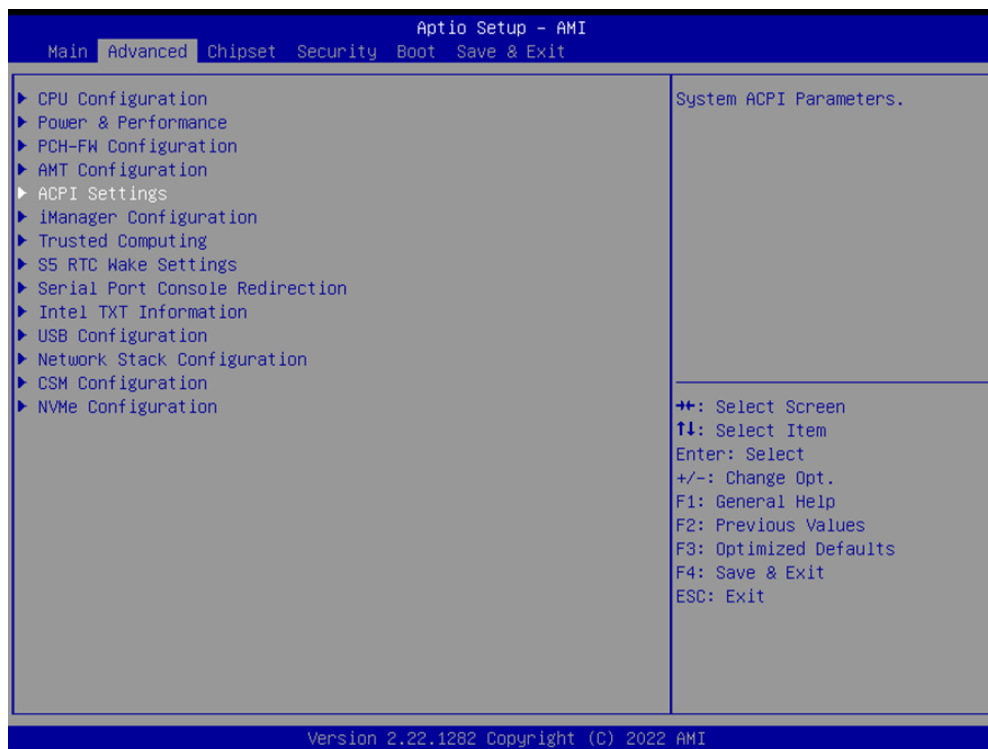 Aptio Setup – AMI
Main Advanced Chipset Security Boot Save & Exit
▶ CPU Configuration
▶ Power & Performance
▶ PCH-FW Configuration
▶ AMT Configuration
▶ ACPI Settings
▶ iManager Configuration
▶ Trusted Computing
▶ S5 RTC Wake Settings
▶ Serial Port Console Redirection
▶ Intel TXT Information
▶ USB Configuration
▶ Network Stack Configuration
▶ CSM Configuration
▶ NVMe Configuration
System ACPI Parameters.
→←: Select Screen
↑↓: Select Item
Enter: Select
+/-: Change Opt.
F1: General Help
F2: Previous Values
F3: Optimized Defaults
F4: Save & Exit
ESC: Exit
Version 2.22.1282 Copyright (C) 2022 AMI